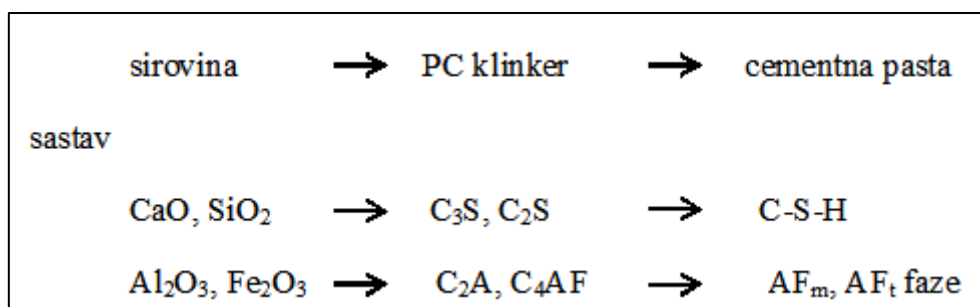 sirovina → PC klinker → cementna pasta
sastav
CaO, SiO₂ → C₃S, C₂S → C-S-H
Al₂O₃, Fe₂O₃ → C₂A, C₄AF → AFₘ, AFₜ faze